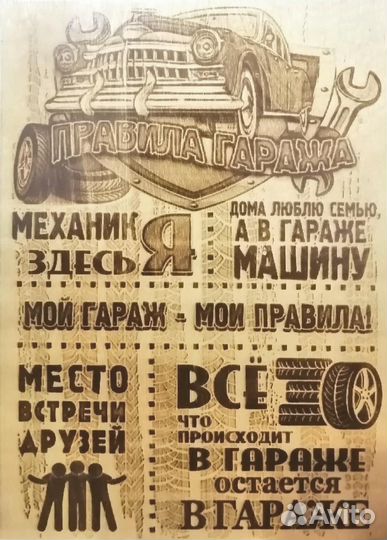 ПРАВИЛА ГАРАЖА
МЕХАНИК
ЗДЕСЬ Я
ДОМА ЛЮБЛЮ СЕМЬЮ,
А В ГАРАЖЕ
МАШИНУ
МОЙ ГАРАЖ - МОИ ПРАВИЛА!
МЕСТО
ВСТРЕЧИ
ДРУЗЕЙ
ВСЁ
ЧТО
ПРОИСХОДИТ
В ГАРАЖЕ
остается
В ГАРАЖЕ
Avito